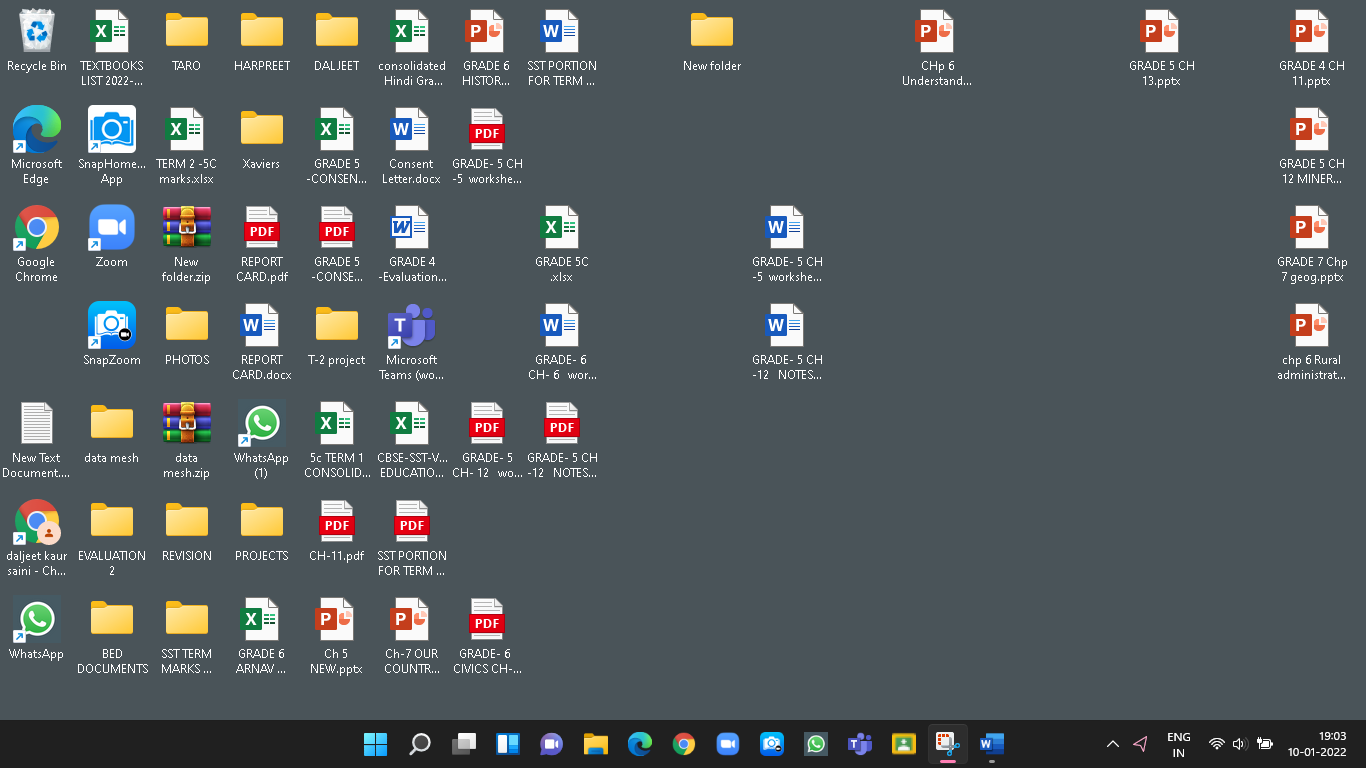 Recycle Bin
TEXTBOOKS
LIST 2022-...
TARO
HARPREET
DALJEET
consolidated
Hindi Gra...
GRADE 6
HISTOR...
SST PORTION
FOR TERM ...
New folder
CHp 6
Understand...
GRADE 5 CH
13.pptx
GRADE 4 CH
11.pptx
Microsoft
Edge
SnapHome...
App
TERM 2 -5C
marks.xlsx
Xaviers
GRADE 5
-CONSEN...
Consent
Letter.docx
PDF
GRADE- 5 CH
-5 workshe...
GRADE 5 CH
12 MINER...
Google
Chrome
Zoom
New
folder.zip
PDF
REPORT
CARD.pdf
PDF
GRADE 5
-CONSE...
GRADE 4
-Evaluation...
GRADE 5C
.xlsx
GRADE- 5 CH
-5 workshe...
GRADE 7 Chp
7 geog.pptx
SnapZoom
PHOTOS
REPORT
CARD.docx
T-2 project
Microsoft
Teams (wo...
GRADE- 6
CH- 6 wor...
GRADE- 5 CH
-12 NOTES...
chp 6 Rural
administrat...
New Text
Document....
data mesh
data
mesh.zip
WhatsApp
(1)
5c TERM 1
CONSOLID...
CBSE-SST-V...
EDUCATIO...
PDF
GRADE- 5
CH- 12 wo...
PDF
GRADE- 5 CH
-12 NOTES...
daljeet kaur
saini - Ch...
EVALUATION
2
REVISION
PROJECTS
PDF
CH-11.pdf
PDF
SST PORTION
FOR TERM ...
WhatsApp
BED
DOCUMENTS
SST TERM
MARKS ...
GRADE 6
ARNAV ...
Ch 5
NEW.pptx
Ch-7 OUR
COUNTR...
PDF
GRADE- 6
CIVICS CH-...
ENG
IN
19:03
10-01-2022